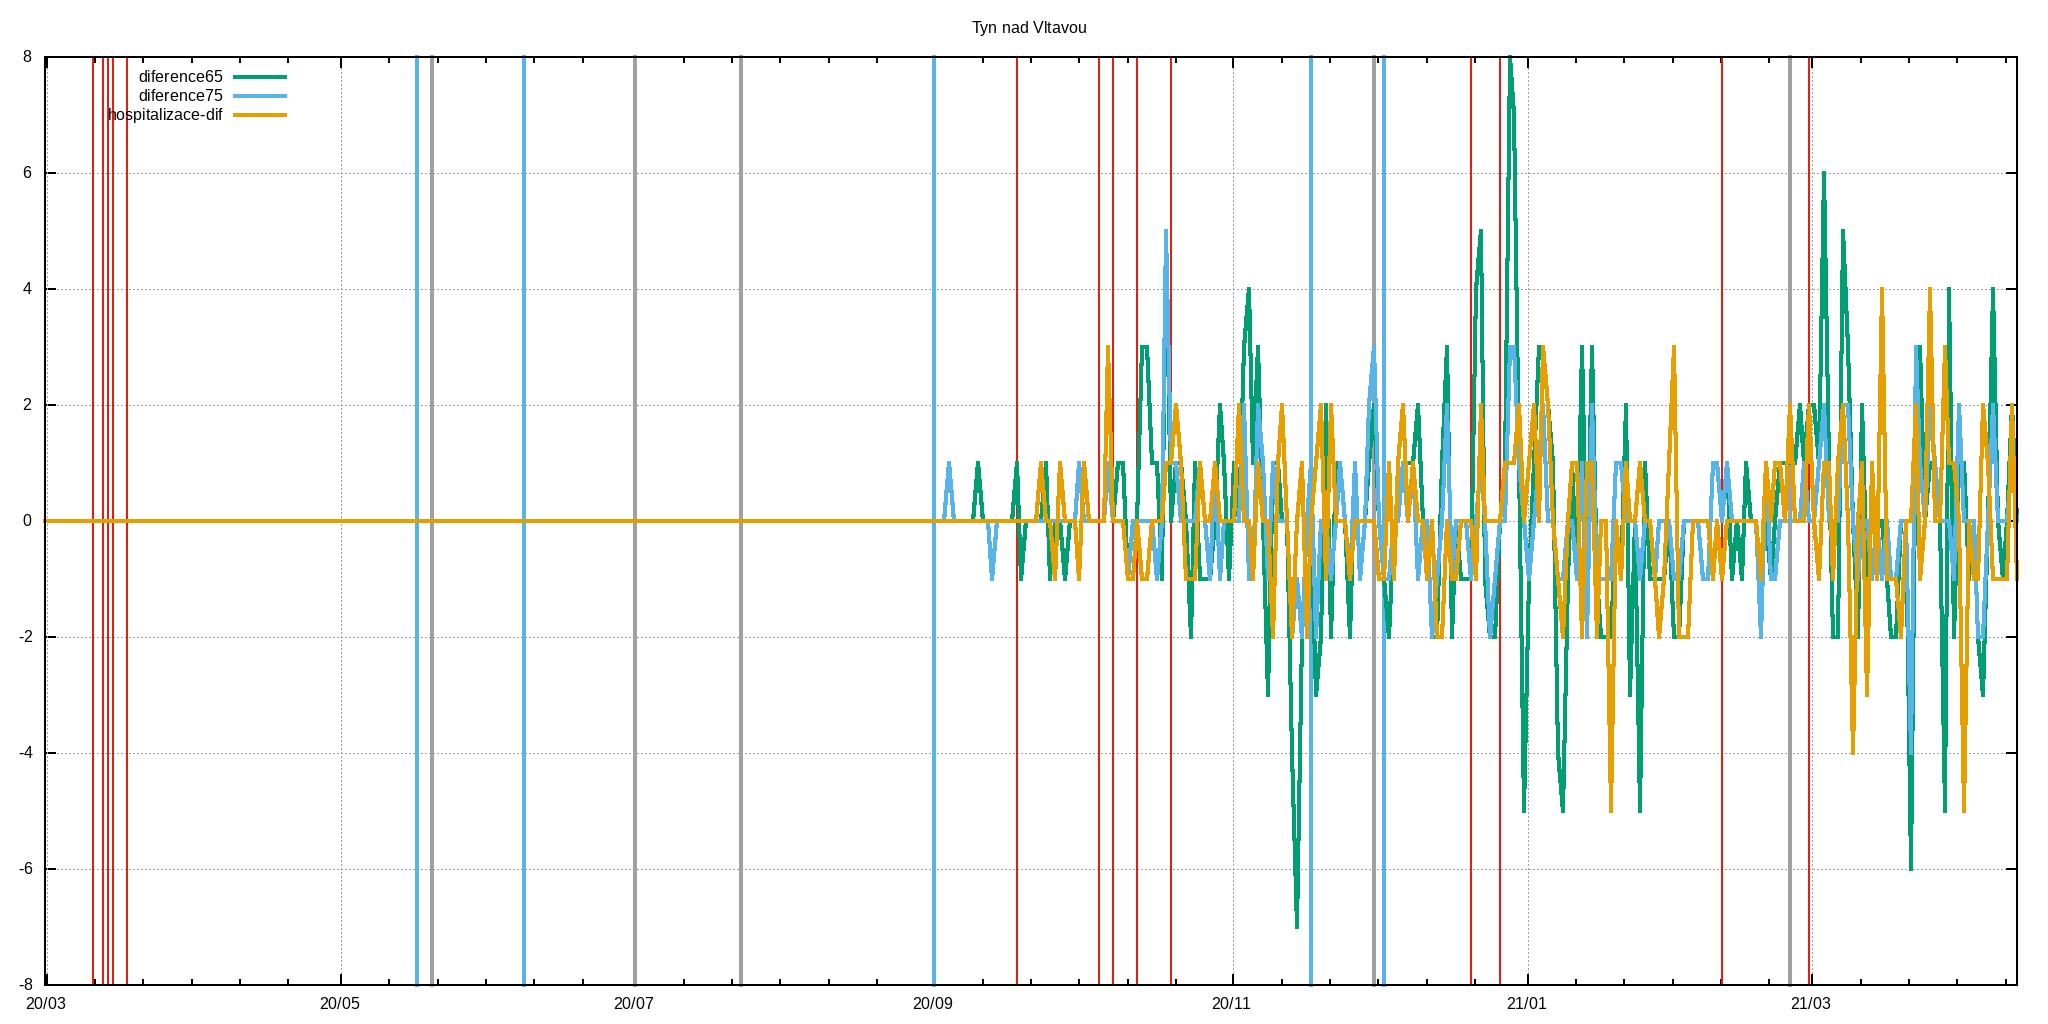 Tyn nad Vltavou
8
diference65
diference75
hospitalizace-dif
6
4
2
0
-2
-4
-6
-8
20/03 20/05 20/07 20/09 20/11 21/01 21/03